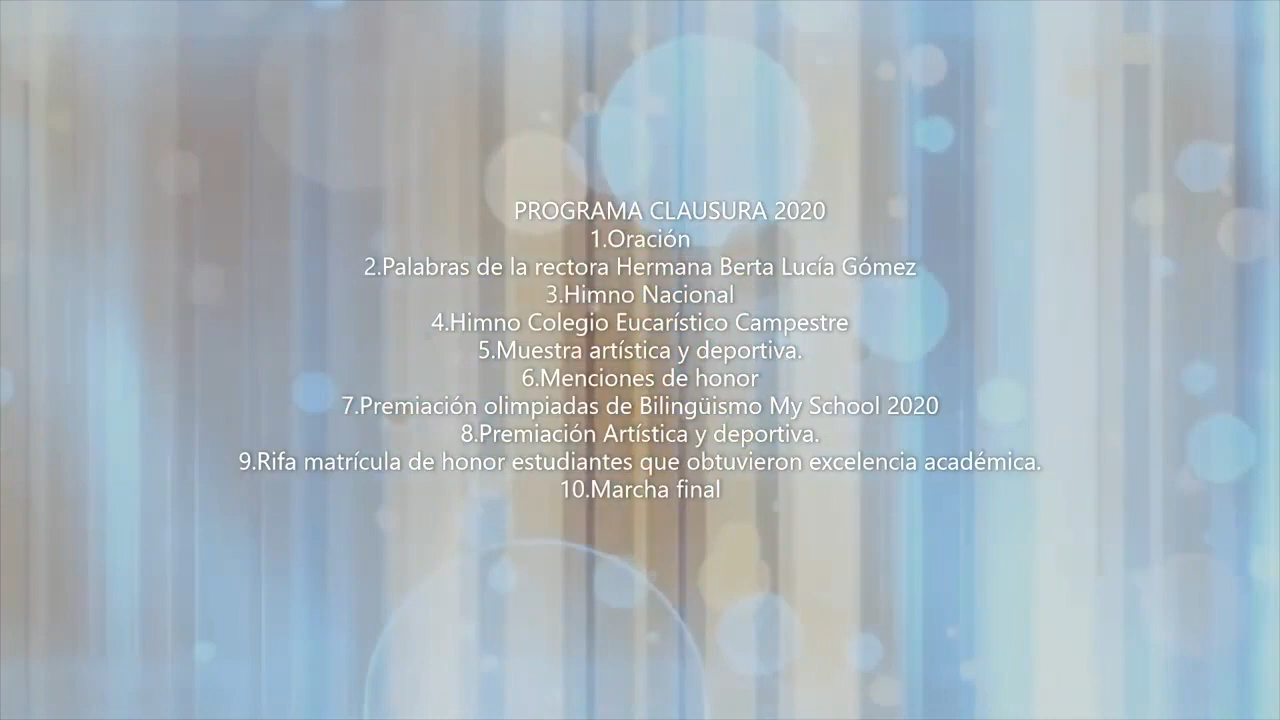 PROGRAMA CLAUSURA 2020
1.Oración
2.Palabras de la rectora Hermana Berta Lucía Gómez
3.Himno Nacional
4.Himno Colegio Eucarístico Campestre
5.Muestra artística y deportiva.
6.Menciones de honor
7.Premiación olimpiadas de Bilingüismo My School 2020
8.Premiación Artística y deportiva.
9.Rifa matrícula de honor estudiantes que obtuvieron excelencia académica.
10.Marcha final